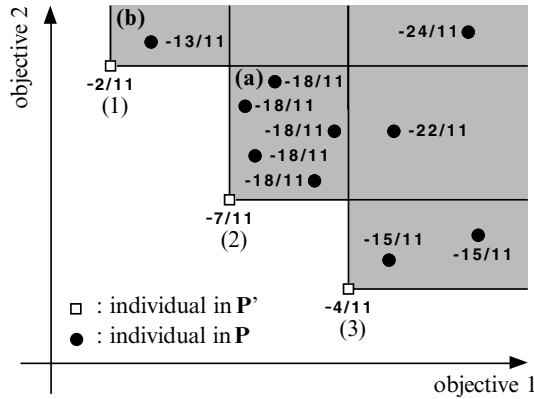 objective 2
(b)
-13/11
-24/11
-2/11
(1)
(a)
-18/11
-18/11
-18/11
-22/11
-18/11
-18/11
-7/11
(2)
-15/11
-15/11
-4/11
(3)
: individual in P'
: individual in P
objective 1